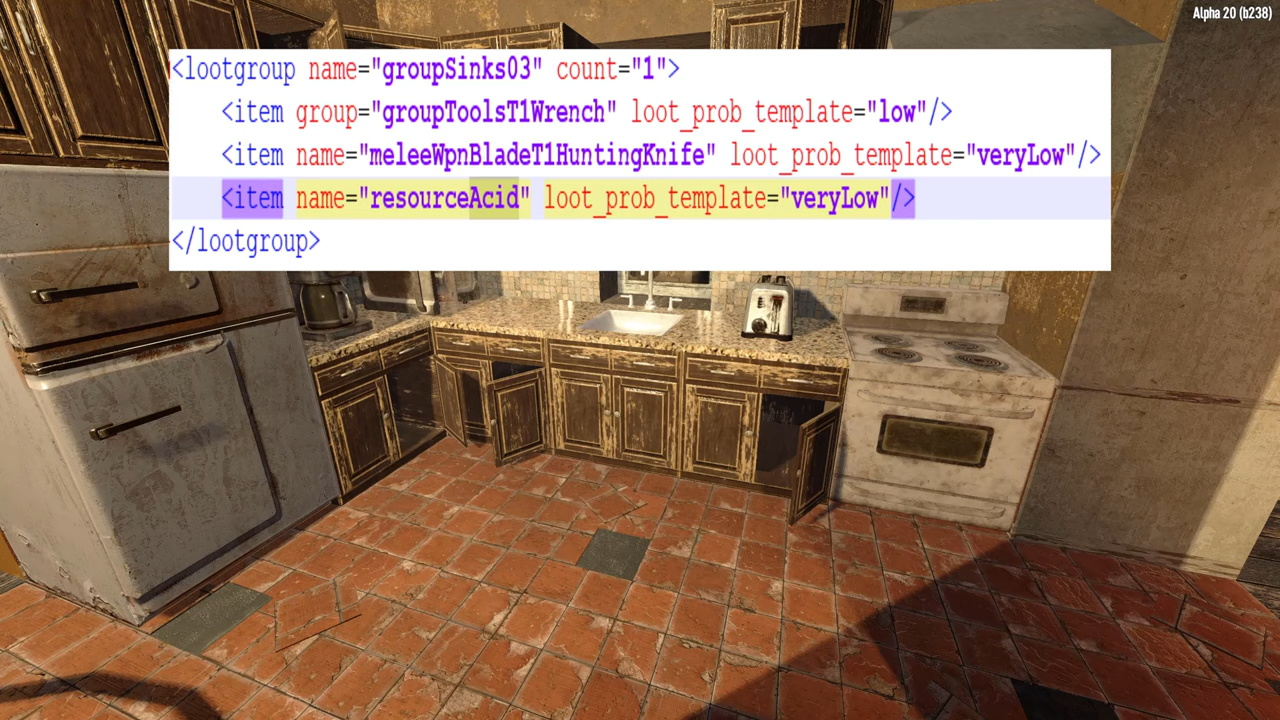 Alpha 20 (b238)
<lootgroup name="groupSinks03" count="1">
<item group="groupToolsT1Wrench" loot_prob_template="low"/>
<item name="meleeWpnBladeT1HuntingKnife" loot_prob_template="veryLow"/>
<item name="resourceAcid" loot_prob_template="veryLow"/>
</lootgroup>